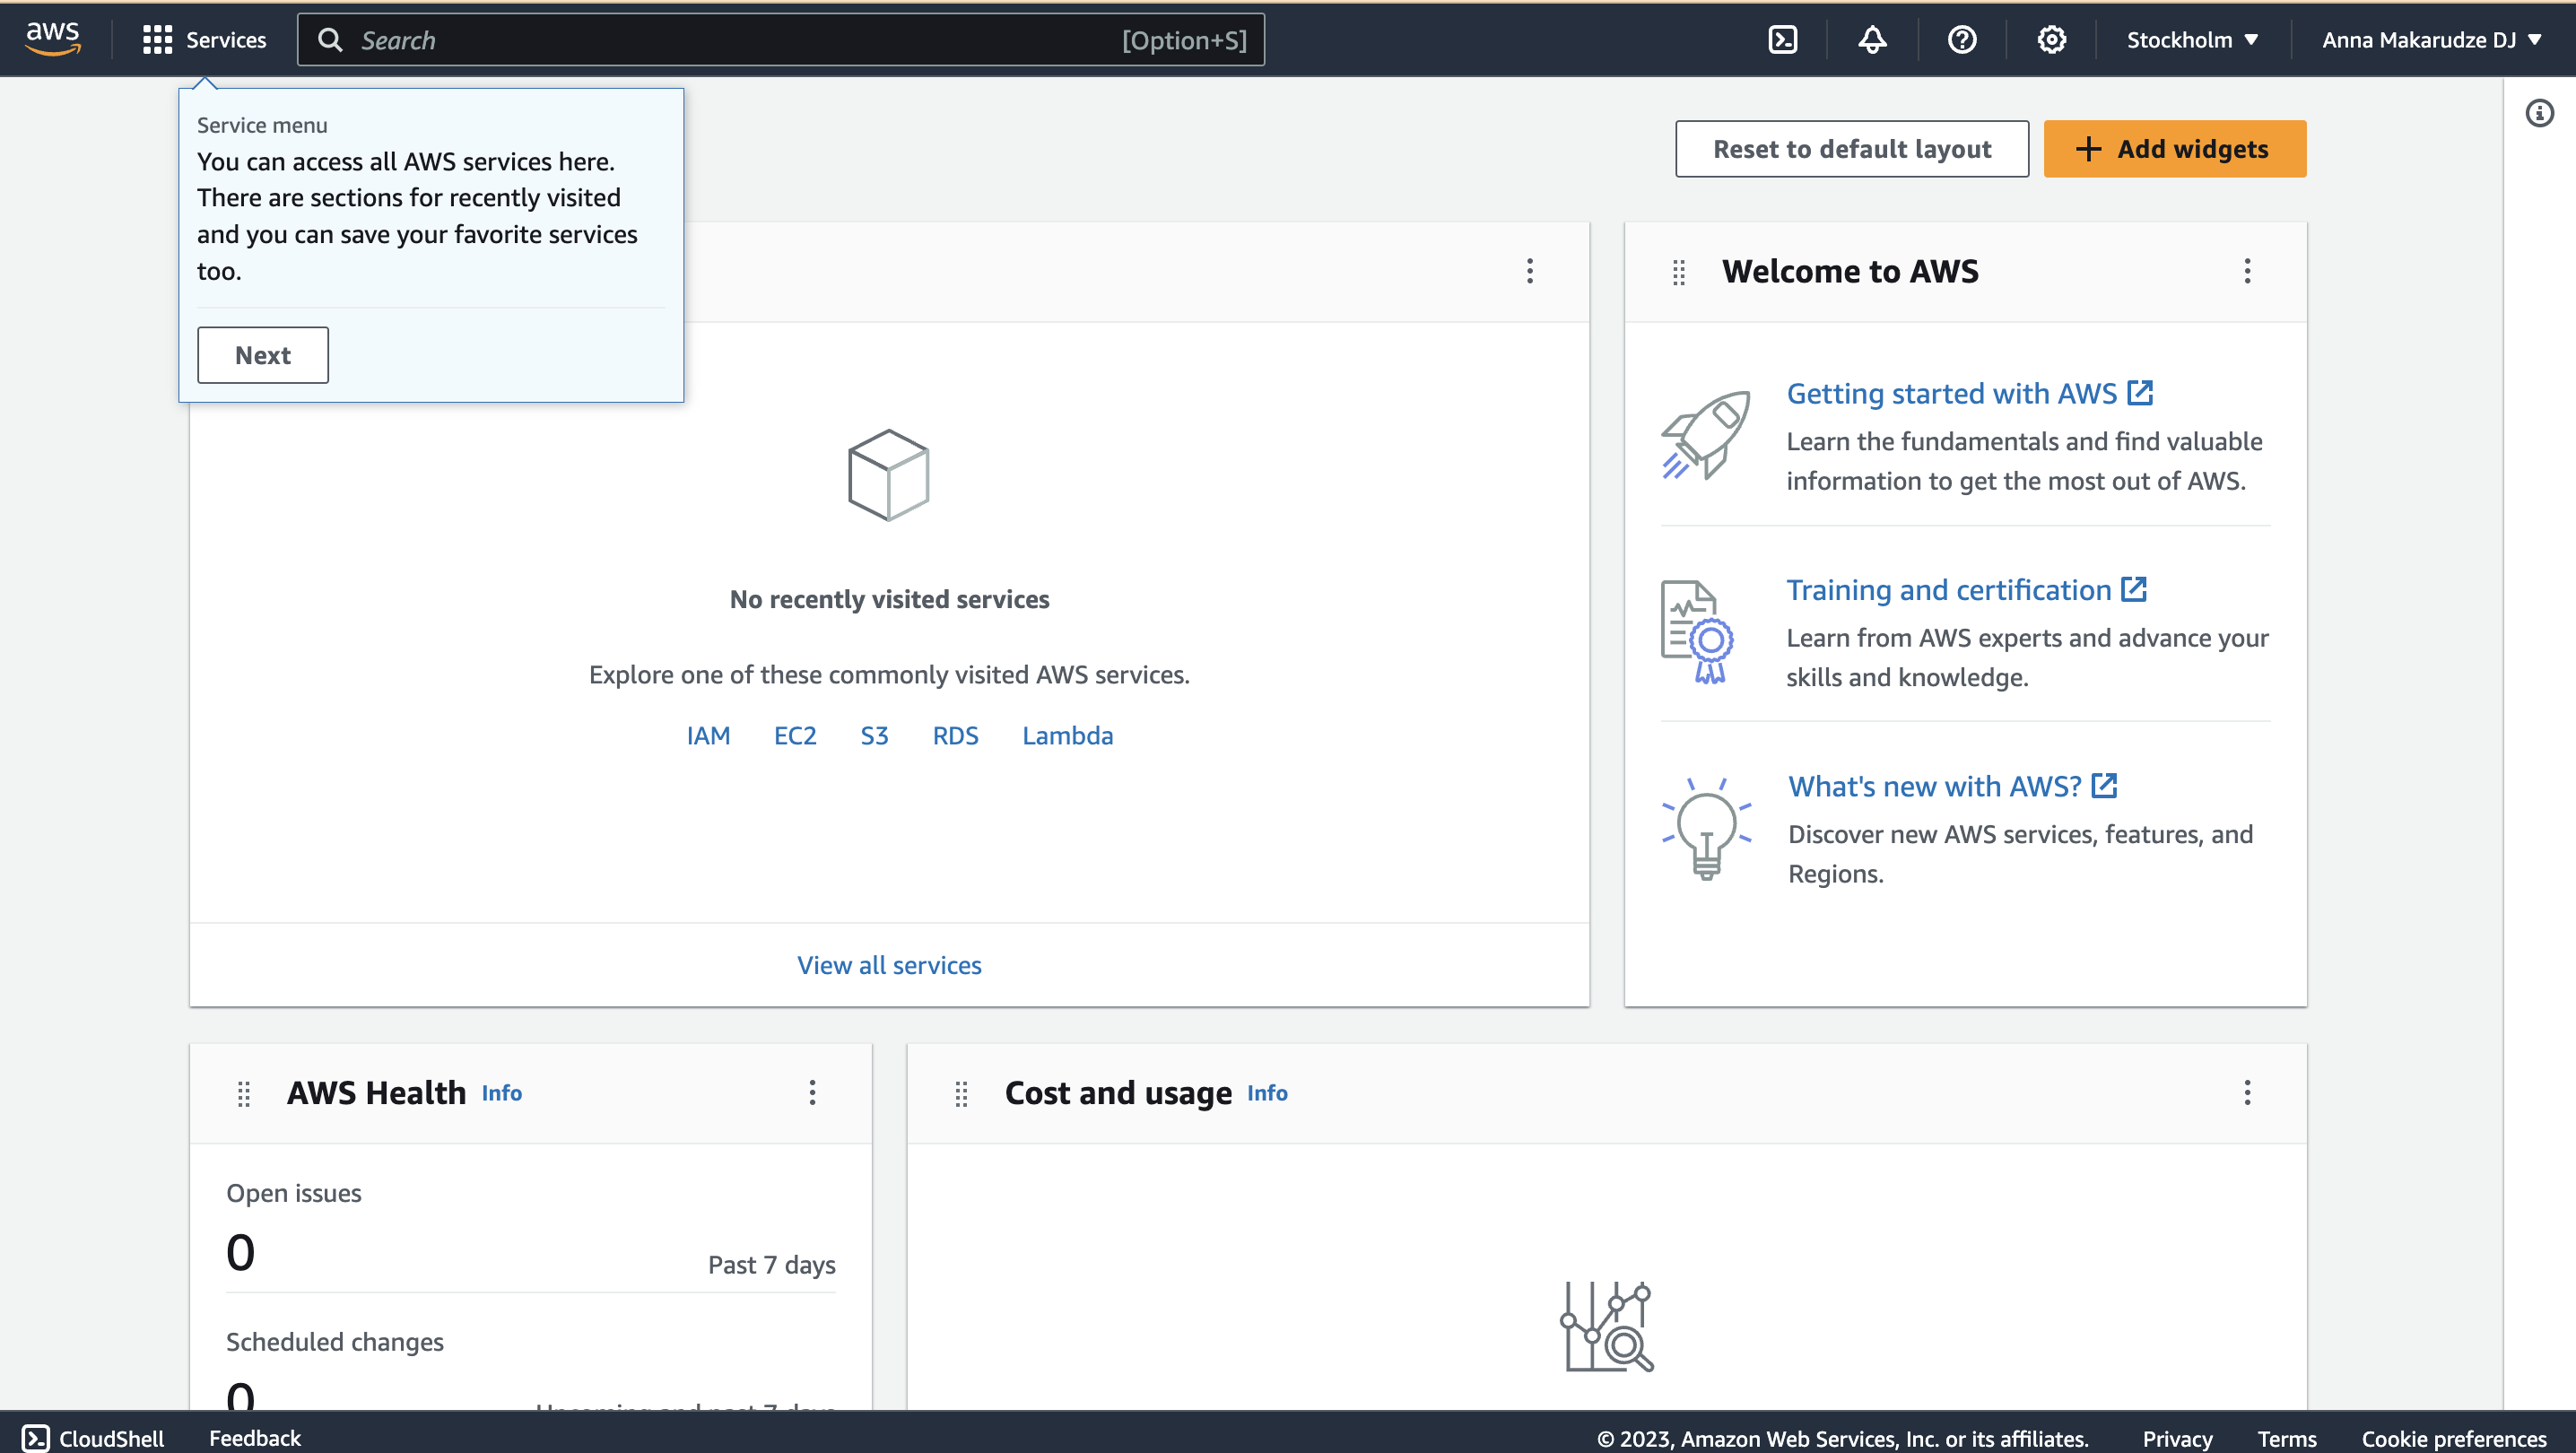 aws
Services
Search
[Option+S]
Stockholm
Anna Makarudze DJ
Service menu
You can access all AWS services here.
There are sections for recently visited
and you can save your favorite services
too.
Next
Reset to default layout
Add widgets
No recently visited services
Explore one of these commonly visited AWS services.
IAM EC2 S3 RDS Lambda
View all services
Welcome to AWS
Getting started with AWS
Learn the fundamentals and find valuable
information to get the most out of AWS.
Training and certification
Learn from AWS experts and advance your
skills and knowledge.
What's new with AWS?
Discover new AWS services, features, and
Regions.
AWS Health Info
Open issues
0
Past 7 days
Scheduled changes
0
Upcoming and past 7 days
Cost and usage Info
CloudShell
Feedback
© 2023, Amazon Web Services, Inc. or its affiliates.
Privacy
Terms
Cookie preferences